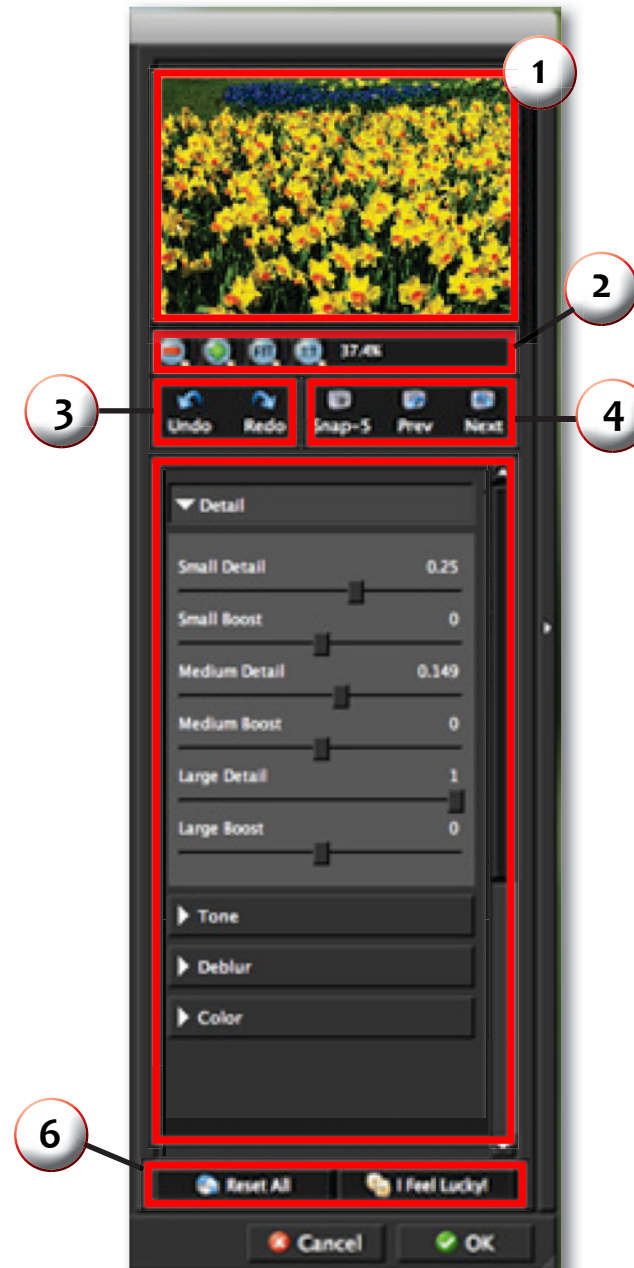 1
2
37.4%
3
Undo Redo
Snap-S Prev Next
4
Detail
Small Detail 0.25
Small Boost 0
Medium Detail 0.149
Medium Boost 0
Large Detail 1
Large Boost 0
Tone
Deblur
Color
6
Reset All I Feel Lucky!
Cancel OK